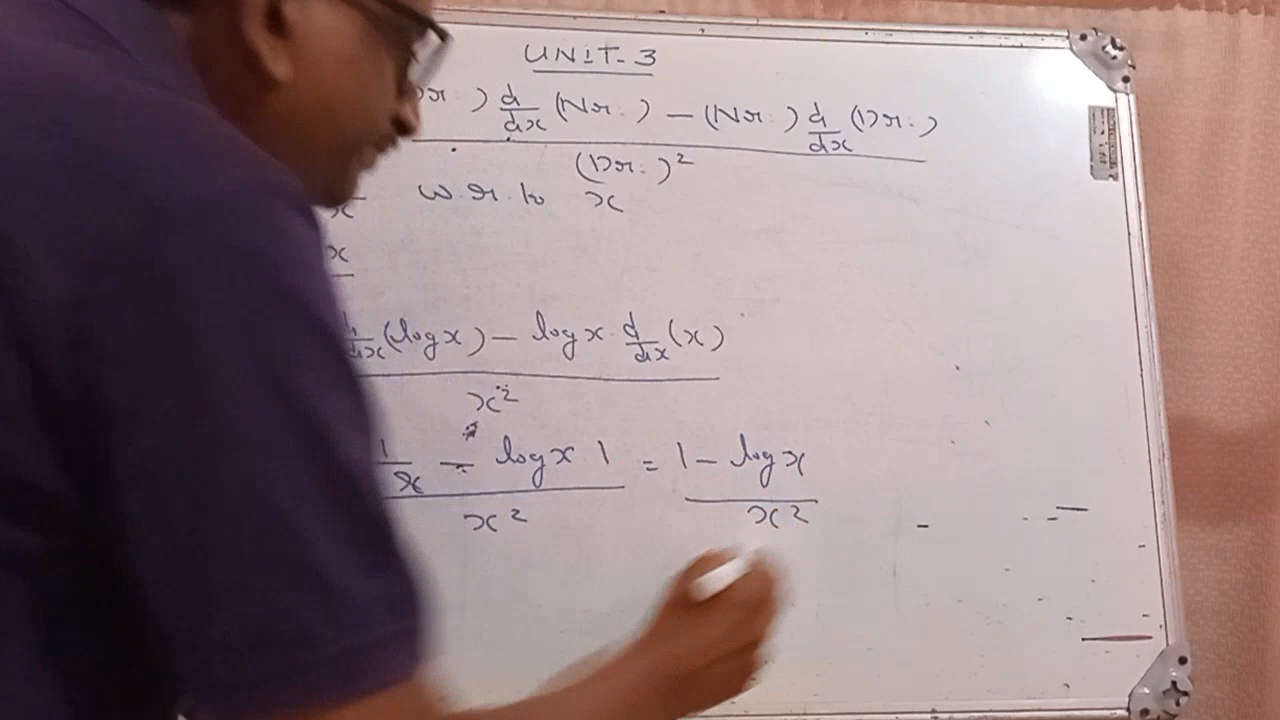 UNIT-3
) d/dx (Nr.) - (Nr.) d/dx (Dr.)
(Dr.)²
x w.r.to x
x
d/dx (log x) - log x . d/dx (x)
x²
1/x - log x . 1 = 1 - log x
x² x²